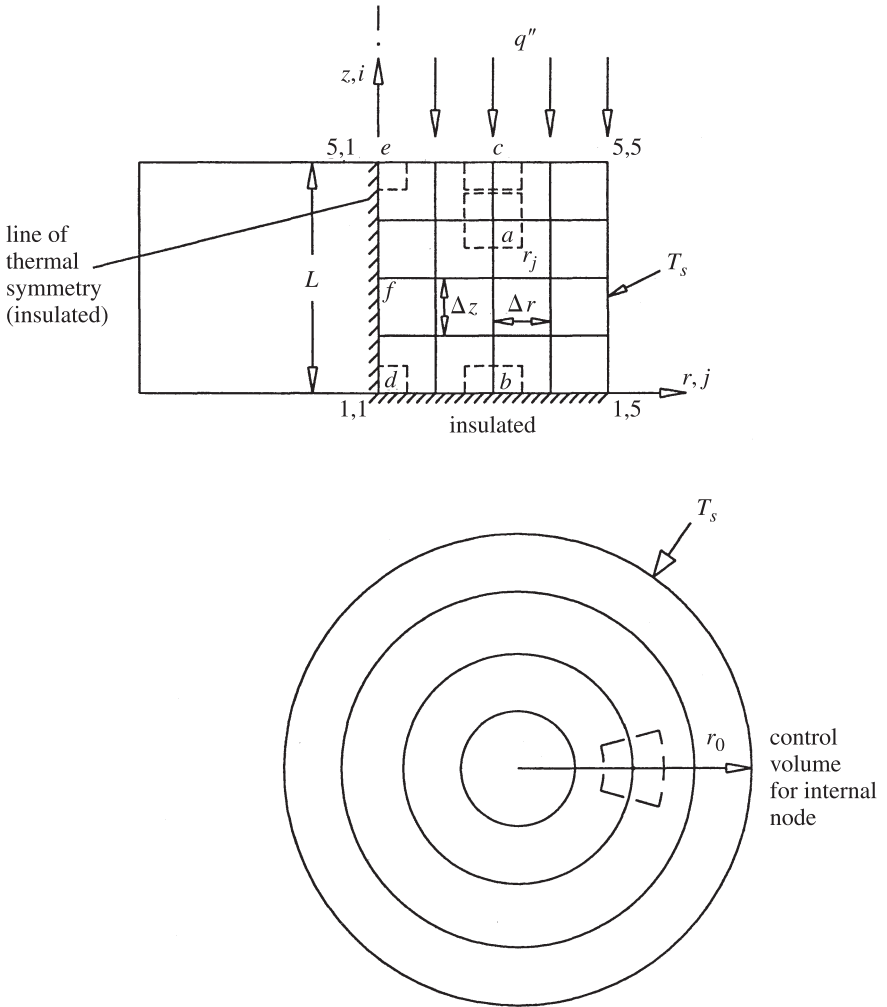 q″
z,i
5,1 e c 5,5
line of
thermal
symmetry
(insulated)
a
r_j
T_s
L
f
Δz Δr
d b r, j
1,1 1,5
insulated
T_s
r_0
control
volume
for internal
node